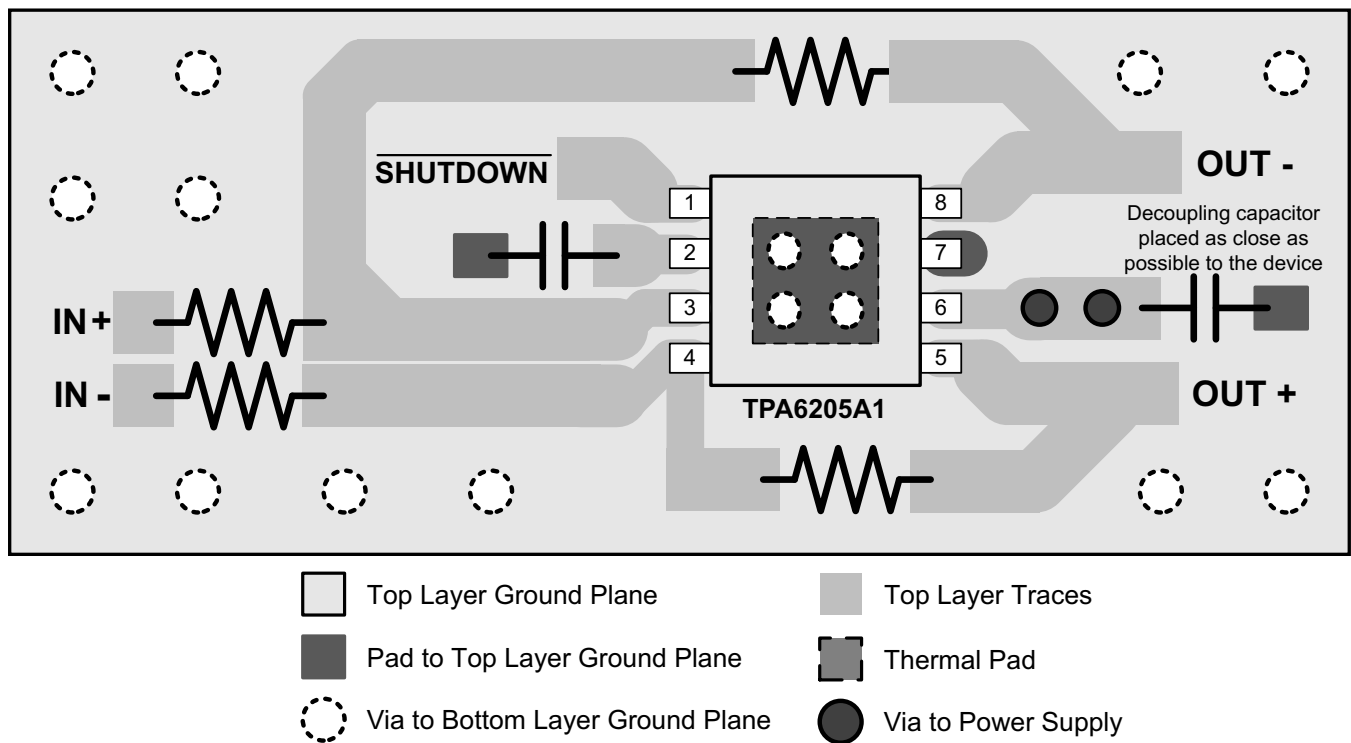 SHUTDOWN
OUT -
1
8
Decoupling capacitor
placed as close as
possible to the device
2
7
IN +
3
6
IN -
4
5
OUT +
TPA6205A1
Top Layer Ground Plane
Top Layer Traces
Pad to Top Layer Ground Plane
Thermal Pad
Via to Bottom Layer Ground Plane
Via to Power Supply